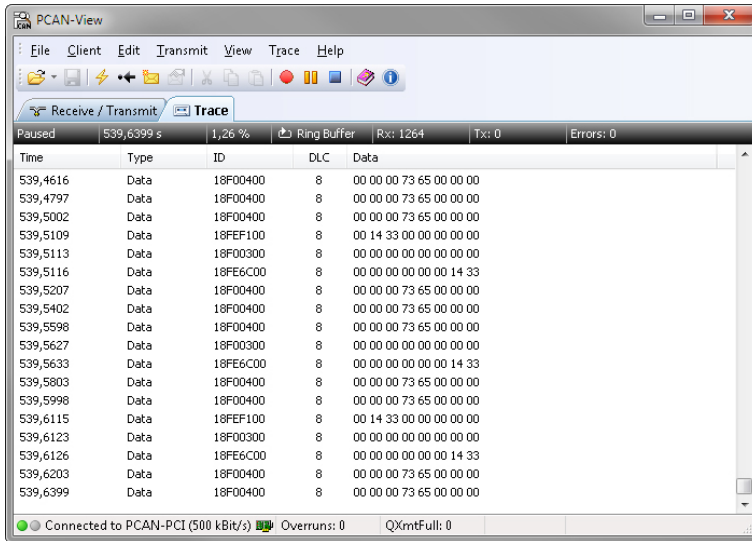 PCAN-View
File Client Edit Transmit View Trace Help
Receive / Transmit Trace
Paused 539,6399 s 1,26 % Ring Buffer Rx: 1264 Tx: 0 Errors: 0
Time Type ID DLC Data
539,4616 Data 18F00400 8 00 00 00 73 65 00 00 00
539,4797 Data 18F00400 8 00 00 00 73 65 00 00 00
539,5002 Data 18F00400 8 00 00 00 73 65 00 00 00
539,5109 Data 18FEF100 8 00 14 33 00 00 00 00 00
539,5113 Data 18F00300 8 00 00 00 00 00 00 00 00
539,5116 Data 18FE6C00 8 00 00 00 00 00 00 14 33
539,5207 Data 18F00400 8 00 00 00 73 65 00 00 00
539,5402 Data 18F00400 8 00 00 00 73 65 00 00 00
539,5598 Data 18F00400 8 00 00 00 73 65 00 00 00
539,5627 Data 18F00300 8 00 00 00 00 00 00 00 00
539,5633 Data 18FE6C00 8 00 00 00 00 00 00 14 33
539,5803 Data 18F00400 8 00 00 00 73 65 00 00 00
539,5998 Data 18F00400 8 00 00 00 73 65 00 00 00
539,6115 Data 18FEF100 8 00 14 33 00 00 00 00 00
539,6123 Data 18F00300 8 00 00 00 00 00 00 00 00
539,6126 Data 18FE6C00 8 00 00 00 00 00 00 14 33
539,6203 Data 18F00400 8 00 00 00 73 65 00 00 00
539,6399 Data 18F00400 8 00 00 00 73 65 00 00 00
Connected to PCAN-PCI (500 kBit/s) Overruns: 0 QXmtFull: 0